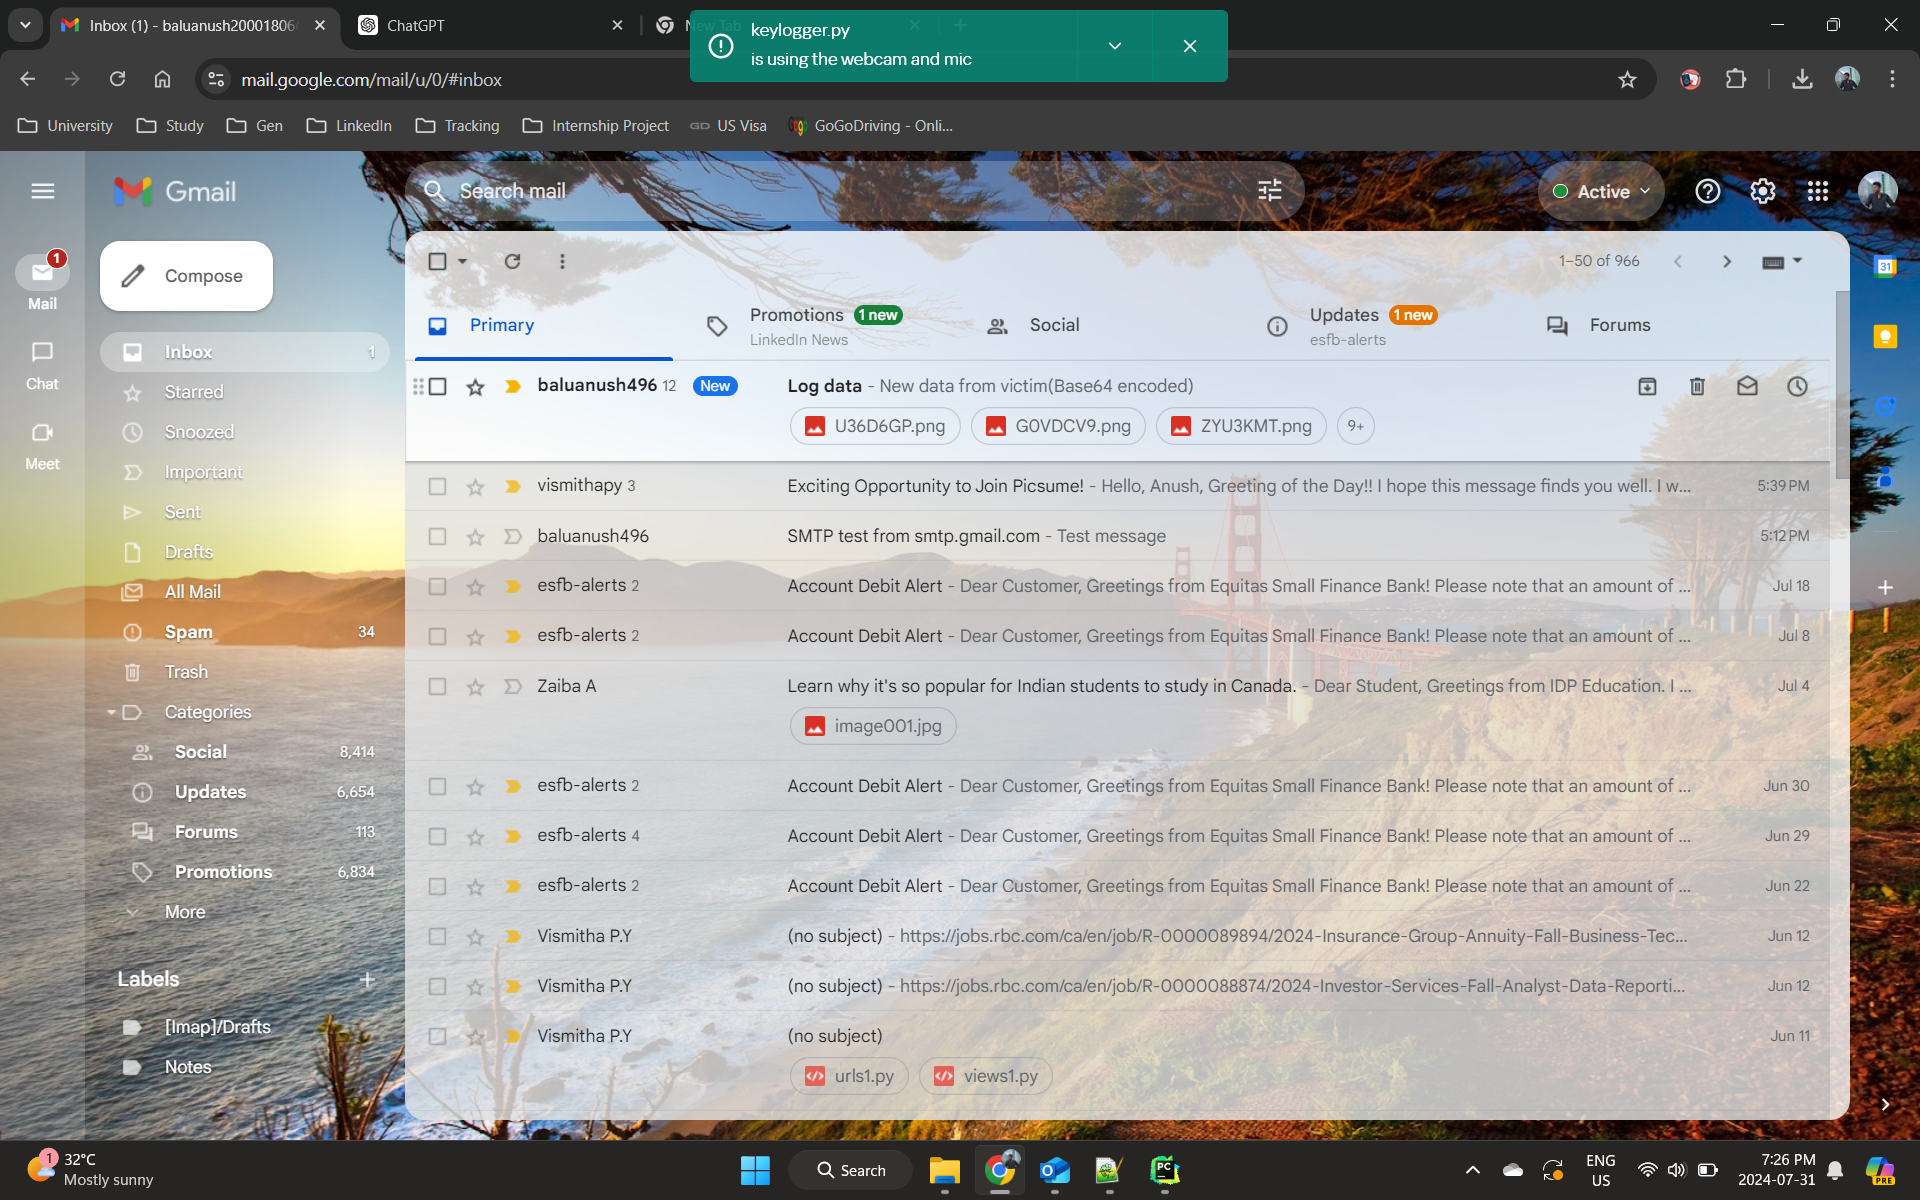 Inbox (1) - baluanush20001806
ChatGPT
New Tab
keylogger.py
is using the webcam and mic
mail.google.com/mail/u/0/#inbox
University
Study
Gen
LinkedIn
Tracking
Internship Project
GD US Visa
GoGoDriving - Onli...
Gmail
Search mail
Active
1
Mail
Chat
Meet
Compose
Inbox 1
Starred
Snoozed
Important
Sent
Drafts
All Mail
Spam 34
Trash
Categories
Social 8,414
Updates 6,654
Forums 113
Promotions 6,834
More
Labels
[Imap]/Drafts
Notes
1–50 of 966
Primary
Promotions 1 new
LinkedIn News
Social
Updates 1 new
esfb-alerts
Forums
baluanush496 12 New Log data - New data from victim(Base64 encoded)
U36D6GP.png G0VDCV9.png ZYU3KMT.png 9+
vismithapy 3 Exciting Opportunity to Join Picsume! - Hello, Anush, Greeting of the Day!! I hope this message finds you well. I w... 5:39 PM
baluanush496 SMTP test from smtp.gmail.com - Test message 5:12 PM
esfb-alerts 2 Account Debit Alert - Dear Customer, Greetings from Equitas Small Finance Bank! Please note that an amount of ... Jul 18
esfb-alerts 2 Account Debit Alert - Dear Customer, Greetings from Equitas Small Finance Bank! Please note that an amount of ... Jul 8
Zaiba A Learn why it's so popular for Indian students to study in Canada. - Dear Student, Greetings from IDP Education. I ... Jul 4
image001.jpg
esfb-alerts 2 Account Debit Alert - Dear Customer, Greetings from Equitas Small Finance Bank! Please note that an amount of ... Jun 30
esfb-alerts 4 Account Debit Alert - Dear Customer, Greetings from Equitas Small Finance Bank! Please note that an amount of ... Jun 29
esfb-alerts 2 Account Debit Alert - Dear Customer, Greetings from Equitas Small Finance Bank! Please note that an amount of ... Jun 22
Vismitha P.Y (no subject) - https://jobs.rbc.com/ca/en/job/R-0000089894/2024-Insurance-Group-Annuity-Fall-Business-Tec... Jun 12
Vismitha P.Y (no subject) - https://jobs.rbc.com/ca/en/job/R-0000088874/2024-Investor-Services-Fall-Analyst-Data-Reporti... Jun 12
Vismitha P.Y (no subject) Jun 11
urls1.py views1.py
31
1
32°C
Mostly sunny
Search
PC
ENG
US
7:26 PM
2024-07-31
PRE